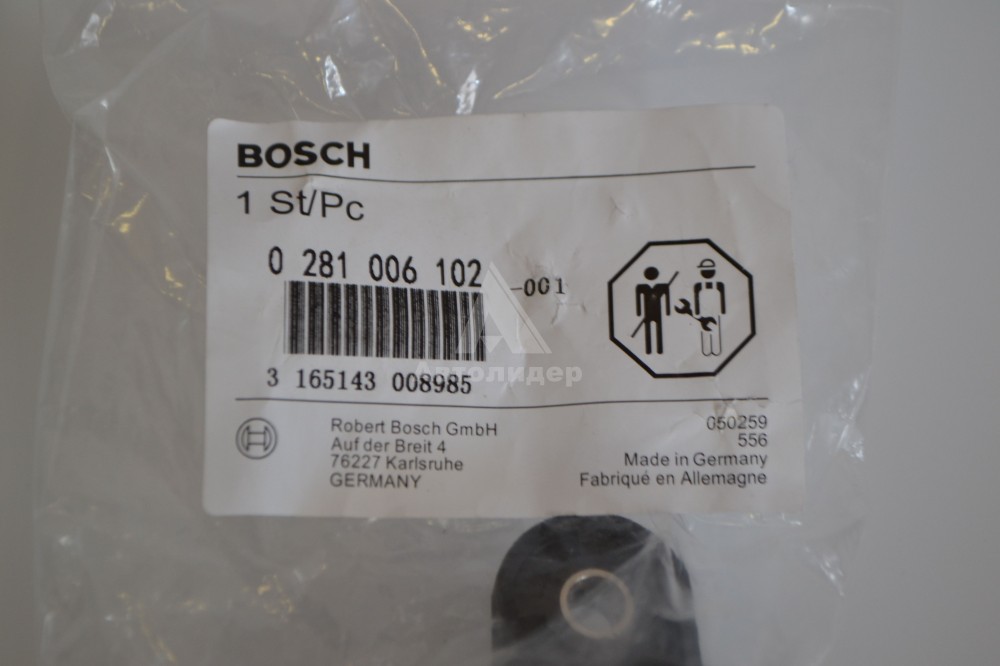 BOSCH
1 St/Pc
0 281 006 102 -001
3 165143 008985
Автолидер
Robert Bosch GmbH
Auf der Breit 4
76227 Karlsruhe
GERMANY
050259
556
Made in Germany
Fabriqué en Allemagne